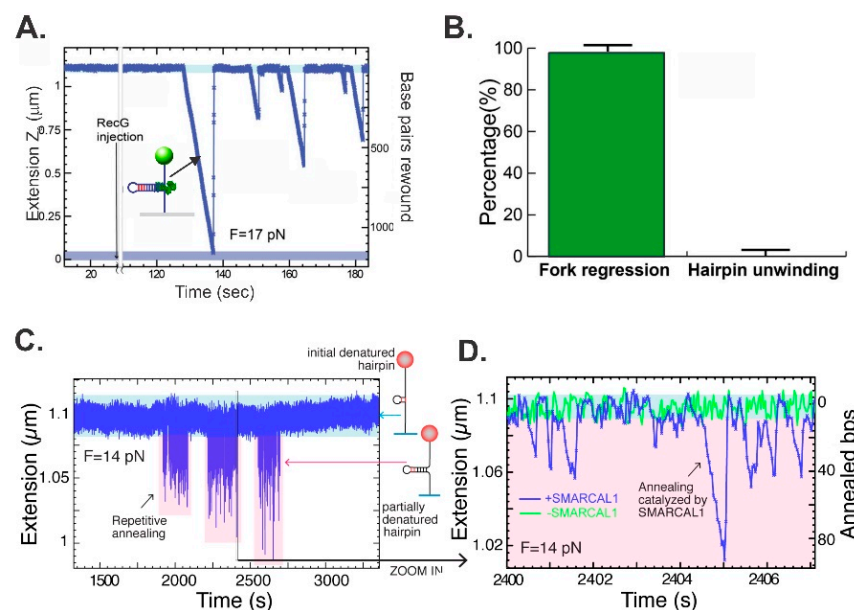 A.
Extension Z_e (µm)
1
0.75
0.5
0.25
0
RecG
injection
F=17 pN
500
1000
Base pairs rewound
20
120
140
160
180
Time (sec)
B.
Percentage(%)
100
80
60
40
20
0
Fork regression
Hairpin unwinding
C.
Extension (µm)
1.1
1.05
1
F=14 pN
Repetitive
annealing
initial denatured
hairpin
partially
denatured
hairpin
1500
2000
2500
3000
Time (s)
ZOOM IN
D.
Extension (µm)
1.1
1.06
1.02
+SMARCAL1
-SMARCAL1
Annealing
catalyzed by
SMARCAL1
F=14 pN
0
10
40
80
Annealed bps
2400
2402
2404
2406
Time (s)